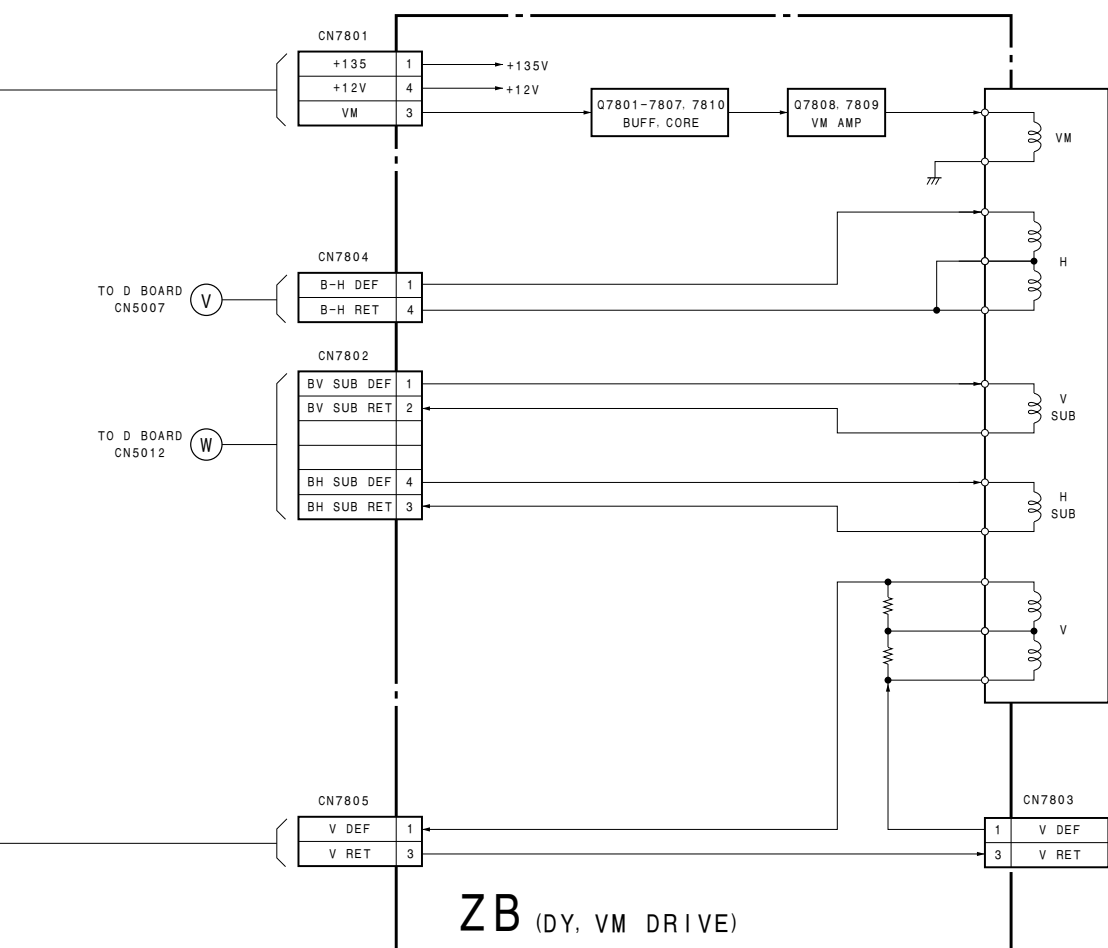 CN7801
+135 1 +135V
+12V 4 +12V
VM 3
Q7801-7807, 7810
BUFF, CORE
Q7808, 7809
VM AMP
VM
CN7804
B-H DEF 1
B-H RET 4
TO D BOARD
CN5007
V
H
CN7802
BV SUB DEF 1
BV SUB RET 2
BH SUB DEF 4
BH SUB RET 3
TO D BOARD
CN5012
W
V
SUB
H
SUB
V
CN7805
V DEF 1
V RET 3
CN7803
1 V DEF
3 V RET
ZB (DY, VM DRIVE)